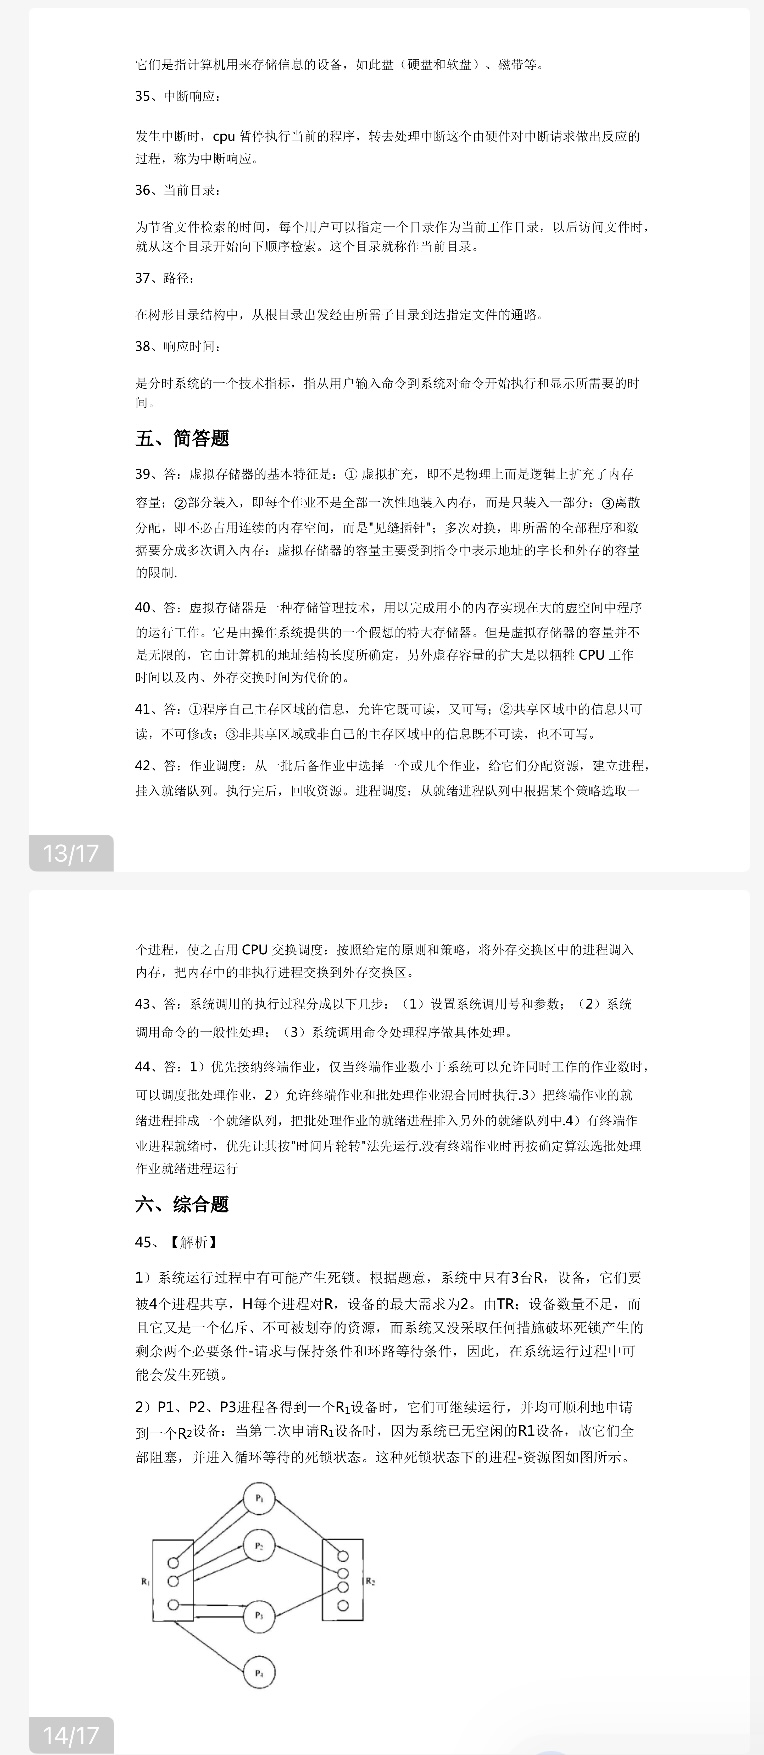 它们是指计算机用来存储信息的设备，如此盘（硬盘和软盘）、磁带等。
35、中断响应：
发生中断时，cpu 暂停执行当前的程序，转去处理中断这个由硬件对中断请求做出反应的
过程，称为中断响应。
36、当前目录：
为节省文件检索的时间，每个用户可以指定一个目录作为当前工作目录，以后访问文件时，
就从这个目录开始向下顺序检索。这个目录就称作当前目录。
37、路径：
在树形目录结构中，从根目录出发经由所需子目录到达指定文件的通路。
38、响应时间：
是分时系统的一个技术指标，指从用户输入命令到系统对命令开始执行和显示所需要的时
间。
五、简答题
39、答：虚拟存储器的基本特征是：① 虚拟扩充，即不是物理上而是逻辑上扩充了内存
容量；②部分装入，即每个作业不是全部一次性地装入内存，而是只装入一部分；③离散
分配，即不必占用连续的内存空间，而是"见缝插针"；多次对换，即所需的全部程序和数
据要分成多次调入内存：虚拟存储器的容量主要受到指令中表示地址的字长和外存的容量
的限制.
40、答：虚拟存储器是一种存储管理技术，用以完成用小的内存实现在大的虚空间中程序
的运行工作。它是由操作系统提供的一个假想的特大存储器。但是虚拟存储器的容量并不
是无限的，它由计算机的地址结构长度所确定，另外虚存容量的扩大是以牺牲 CPU 工作
时间以及内、外存交换时间为代价的。
41、答：①程序自己主存区域的信息，允许它既可读，又可写；②共享区域中的信息只可
读，不可修改；③非共享区域或非自己的主存区域中的信息既不可读，也不可写。
42、答：作业调度：从一批后备作业中选择一个或几个作业，给它们分配资源，建立进程，
挂入就绪队列。执行完后，回收资源。进程调度：从就绪进程队列中根据某个策略选取一
13/17
个进程，使之占用 CPU 交换调度：按照给定的原则和策略，将外存交换区中的进程调入
内存，把内存中的非执行进程交换到外存交换区。
43、答：系统调用的执行过程分成以下几步：（1）设置系统调用号和参数；（2）系统
调用命令的一般性处理；（3）系统调用命令处理程序做具体处理。
44、答：1）优先接纳终端作业，仅当终端作业数小于系统可以允许同时工作的作业数时，
可以调度批处理作业，2）允许终端作业和批处理作业混合同时执行.3）把终端作业的就
绪进程排成一个就绪队列，把批处理作业的就绪进程排入另外的就绪队列中.4）有终端作
业进程就绪时，优先让其按"时间片轮转"法先运行.没有终端作业时再按确定算法选批处理
作业就绪进程运行
六、综合题
45、【解析】
1）系统运行过程中有可能产生死锁。根据题意，系统中只有3台R，设备，它们要
被4个进程共享，H每个进程对R，设备的最大需求为2。由TR：设备数量不足，而
且它又是一个亿斥、不可被划夺的资源，而系统又没采取任何措施破坏死锁产生的
剩余两个必要条件-请求与保持条件和环路等待条件，因此，在系统运行过程中可
能会发生死锁。
2）P1、P2、P3进程各得到一个R₁设备时，它们可继续运行，并均可顺利地申请
到一个R₂设备：当第二次申请R₁设备时，因为系统已无空闲的R1设备，故它们全
部阻塞，并进入循环等待的死锁状态。这种死锁状态下的进程-资源图如图所示。
P₁
P₂
R₁
R₂
P₃
P₄
14/17